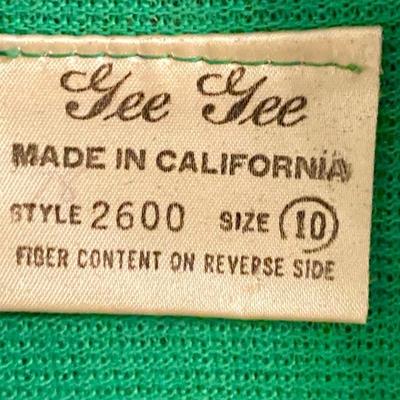 Gee Gee
MADE IN CALIFORNIA
STYLE 2600 SIZE 10
FIBER CONTENT ON REVERSE SIDE